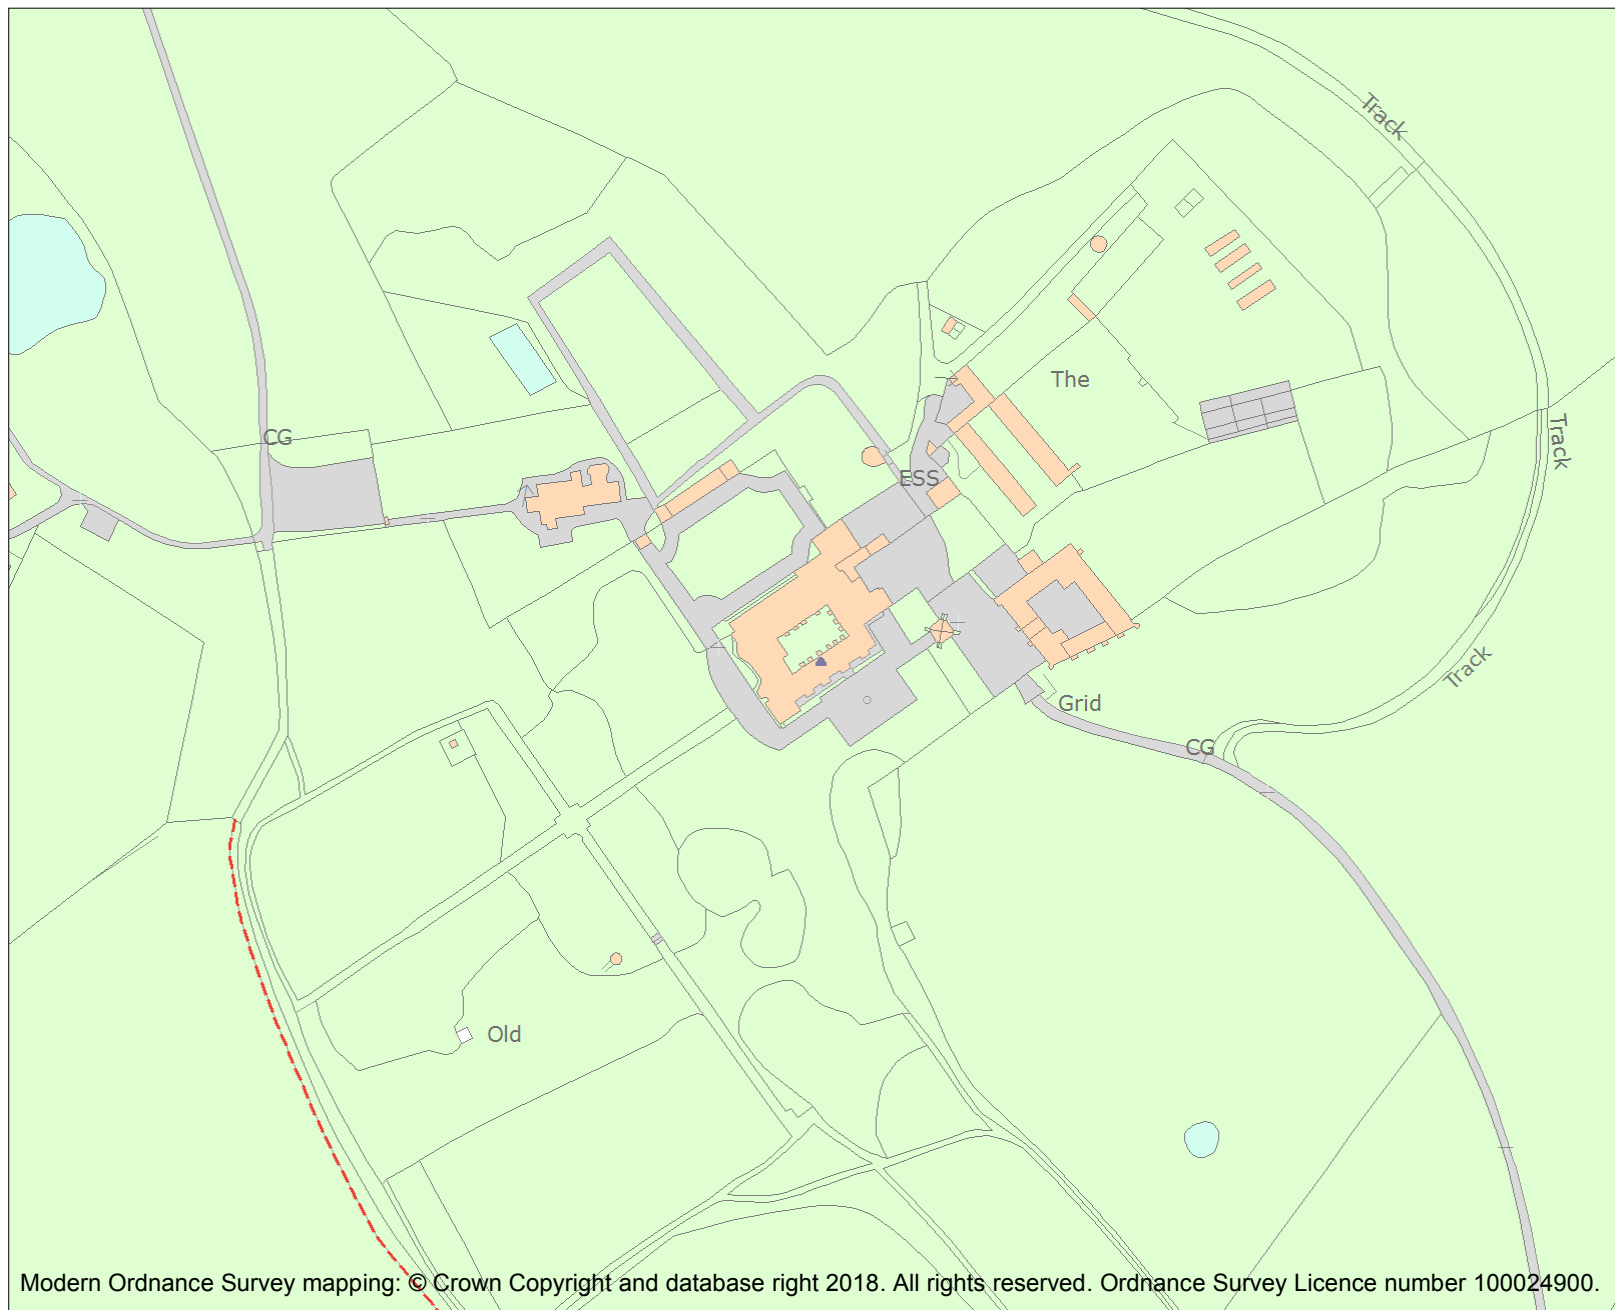 Track
The
CG
Track
ESS
Track
Grid
CG
Old
Modern Ordnance Survey mapping: © Crown Copyright and database right 2018. All rights reserved. Ordnance Survey Licence number 100024900.